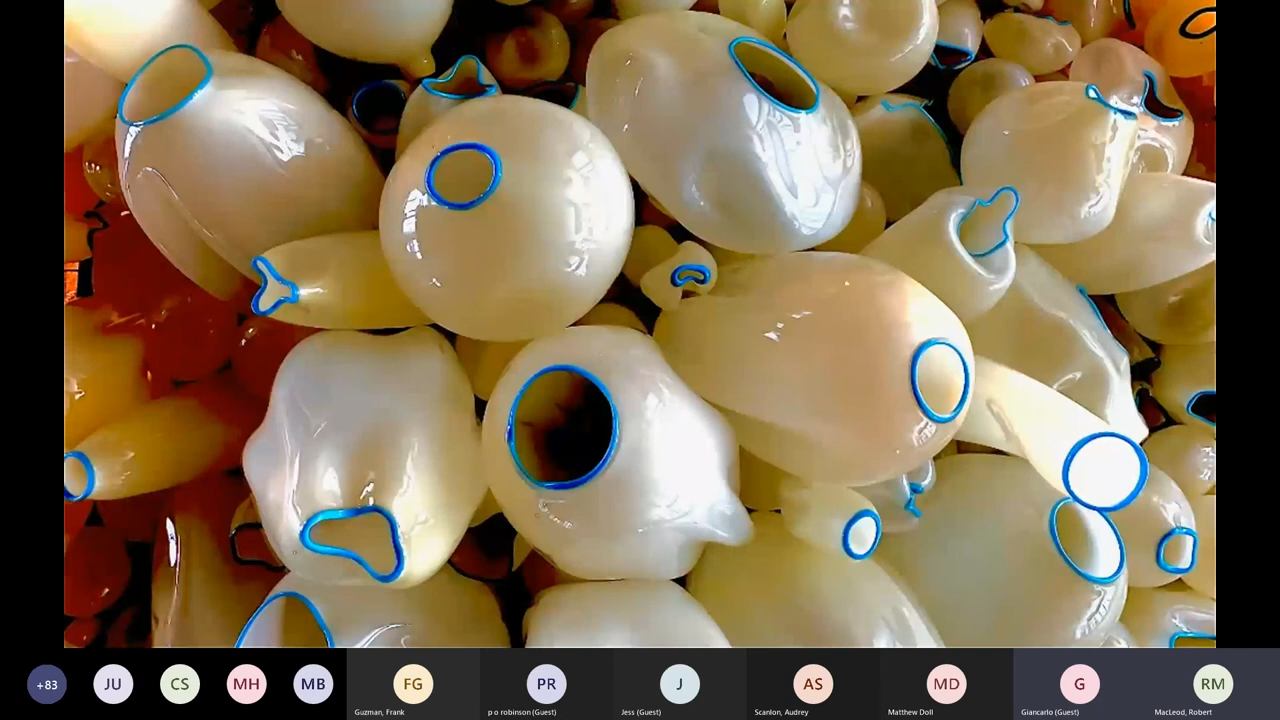 +83
JU
CS
MH
MB
FG
PR
J
AS
MD
G
RM
Guzman, Frank
p o robinson (Guest)
Jess (Guest)
Scanlon, Audrey
Matthew Doll
Giancarlo (Guest)
MacLeod, Robert